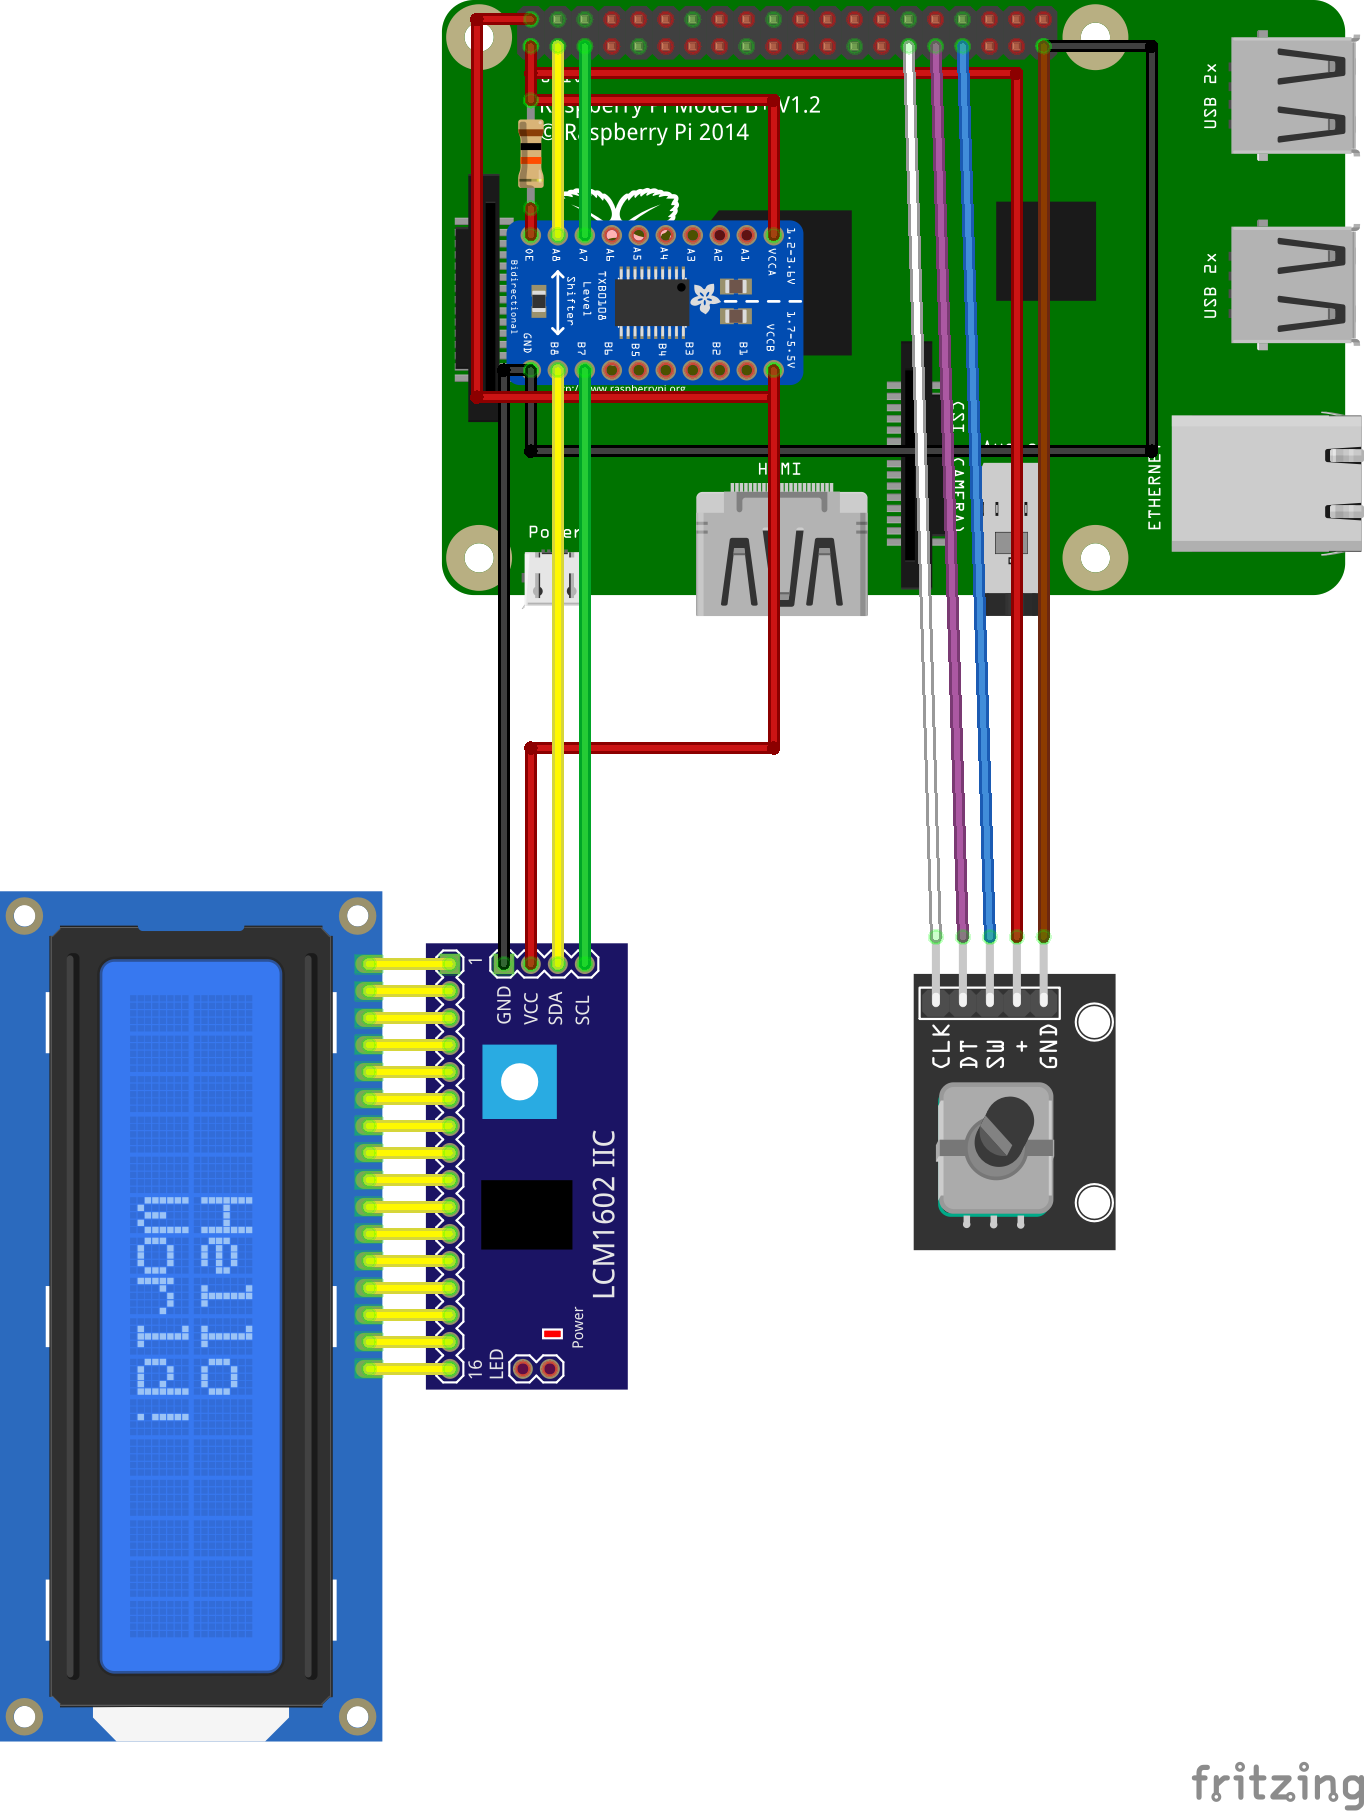 Raspberry Pi Model B+ V1.2
© Raspberry Pi 2014
USB 2x
USB 2x
ETHERNET
HDMI
Power
CSI (CAMERA)
OE A8 A7 A6 A5 A4 A3 A2 A1 VCCA
1.2-3.6V
Bidirectional
Shifter
Level
TXB0108
1.7-5.5V
GND B8 B7 B6 B5 B4 B3 B2 B1 VCCB
http://www.raspberrypi.org
1
GND VCC SDA SCL
LCM1602 IIC
Power
LED
16
Hello
World!
CLK DT SW + GND
fritzing